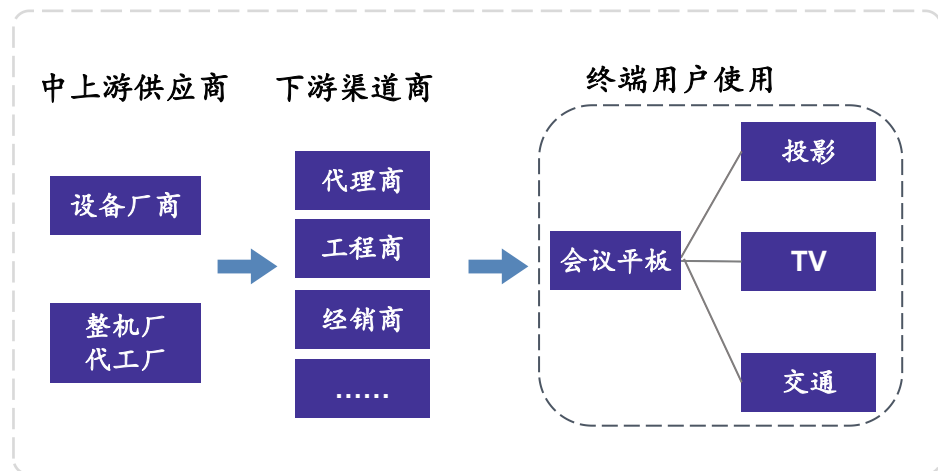 中上游供应商
设备厂商
整机厂
代工厂
下游渠道商
代理商
工程商
经销商
......
终端用户使用
会议平板
投影
TV
交通